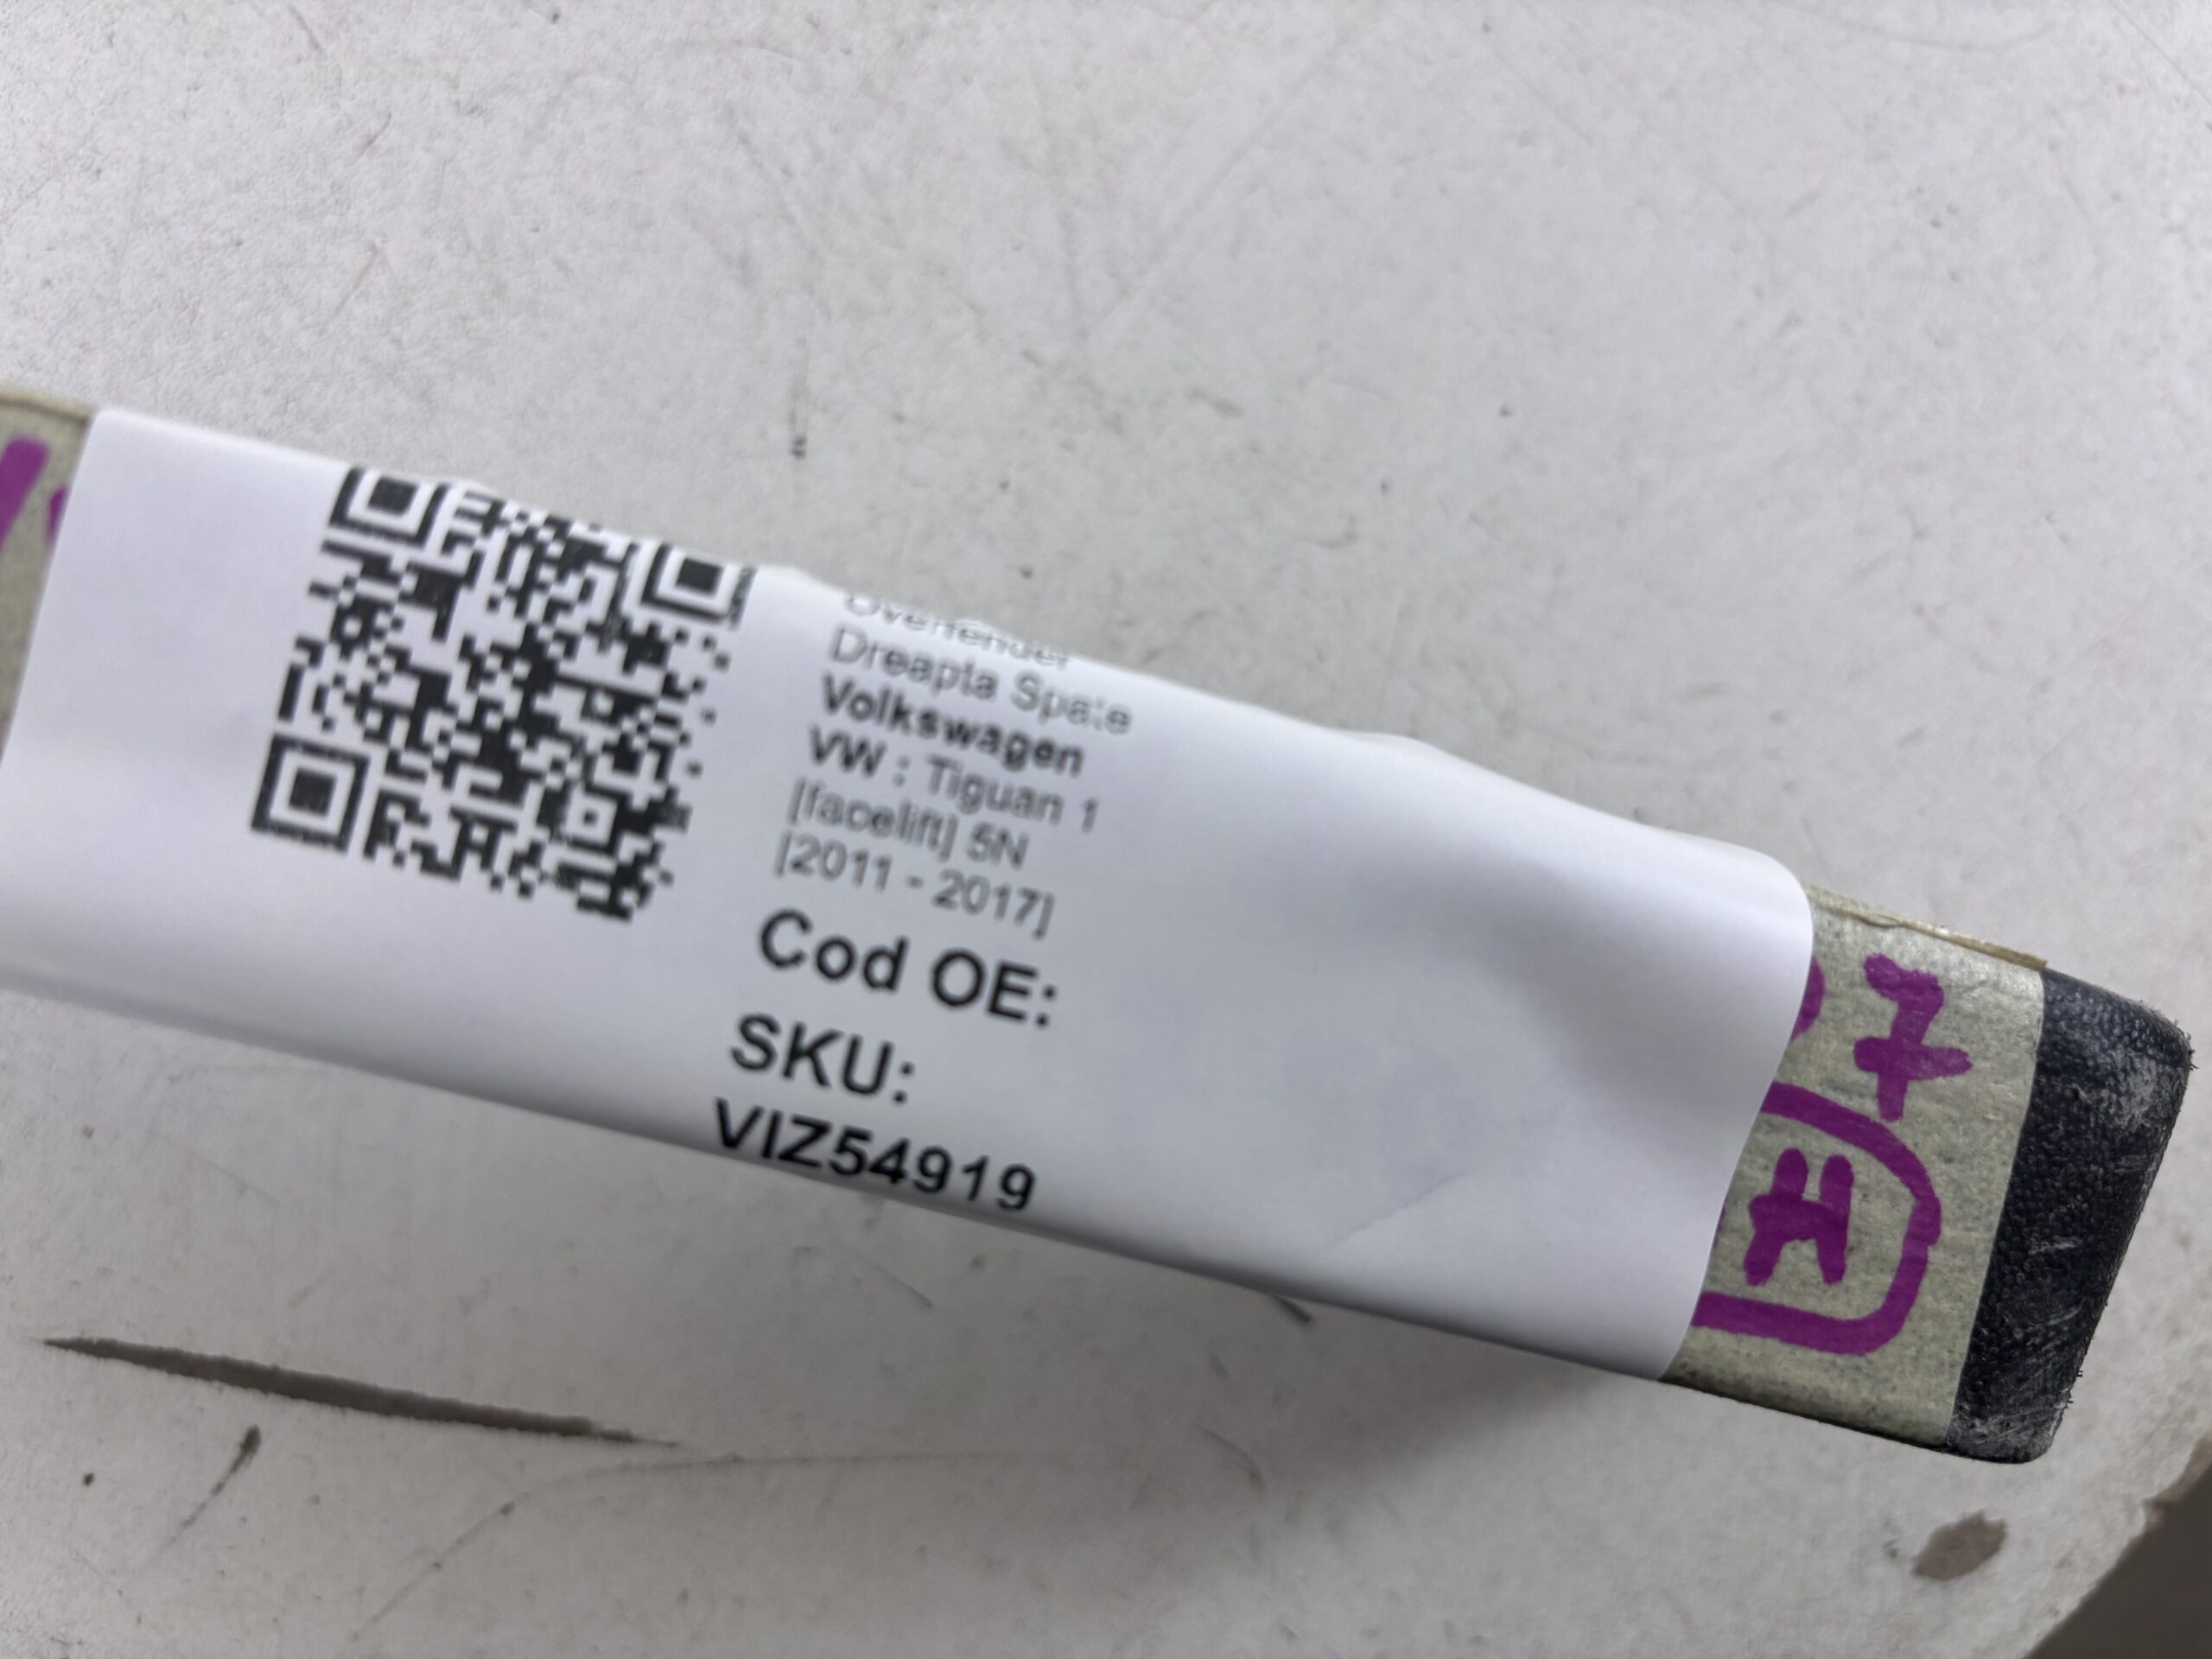 Overfender
Dreapta Spate
Volkswagen
VW : Tiguan 1
[facelift] 5N
[2011 - 2017]
Cod OE:
SKU:
VIZ54919
H